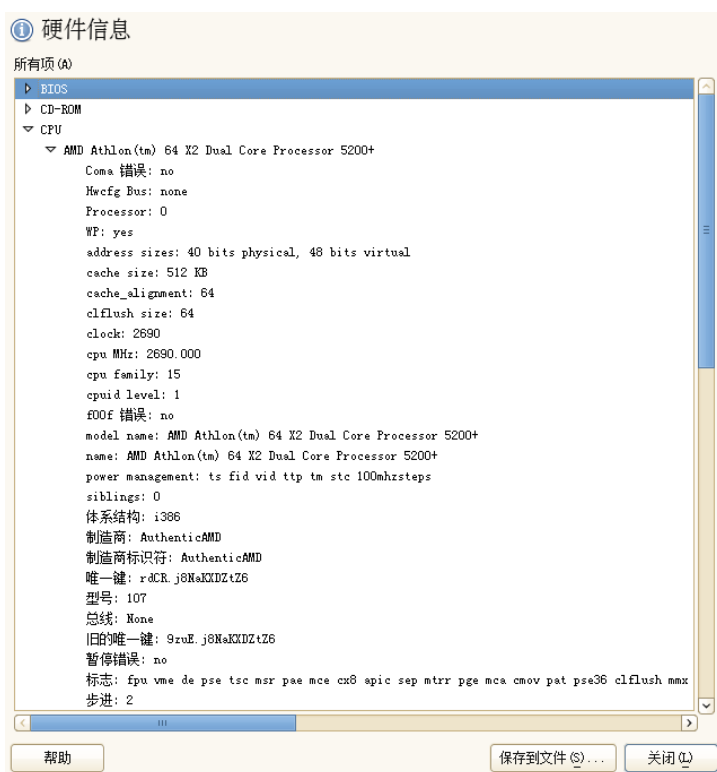 硬件信息
所有项(A)
BIOS
CD-ROM
CPU
AMD Athlon(tm) 64 X2 Dual Core Processor 5200+
Coma 错误: no
Hwcfg Bus: none
Processor: 0
WP: yes
address sizes: 40 bits physical, 48 bits virtual
cache size: 512 KB
cache_alignment: 64
clflush size: 64
clock: 2690
cpu MHz: 2690.000
cpu family: 15
cpuid level: 1
f00f 错误: no
model name: AMD Athlon(tm) 64 X2 Dual Core Processor 5200+
name: AMD Athlon(tm) 64 X2 Dual Core Processor 5200+
power management: ts fid vid ttp tm stc 100mhzsteps
siblings: 0
体系结构: i386
制造商: AuthenticAMD
制造商标识符: AuthenticAMD
唯一键: rdCR.j8NaKXDZtZ6
型号: 107
总线: None
旧的唯一键: 9zuE.j8NaKXDZtZ6
暂停错误: no
标志: fpu vme de pse tsc msr pae mce cx8 apic sep mtrr pge mca cmov pat pse36 clflush mmx
步进: 2
帮助 保存到文件(S)... 关闭(L)